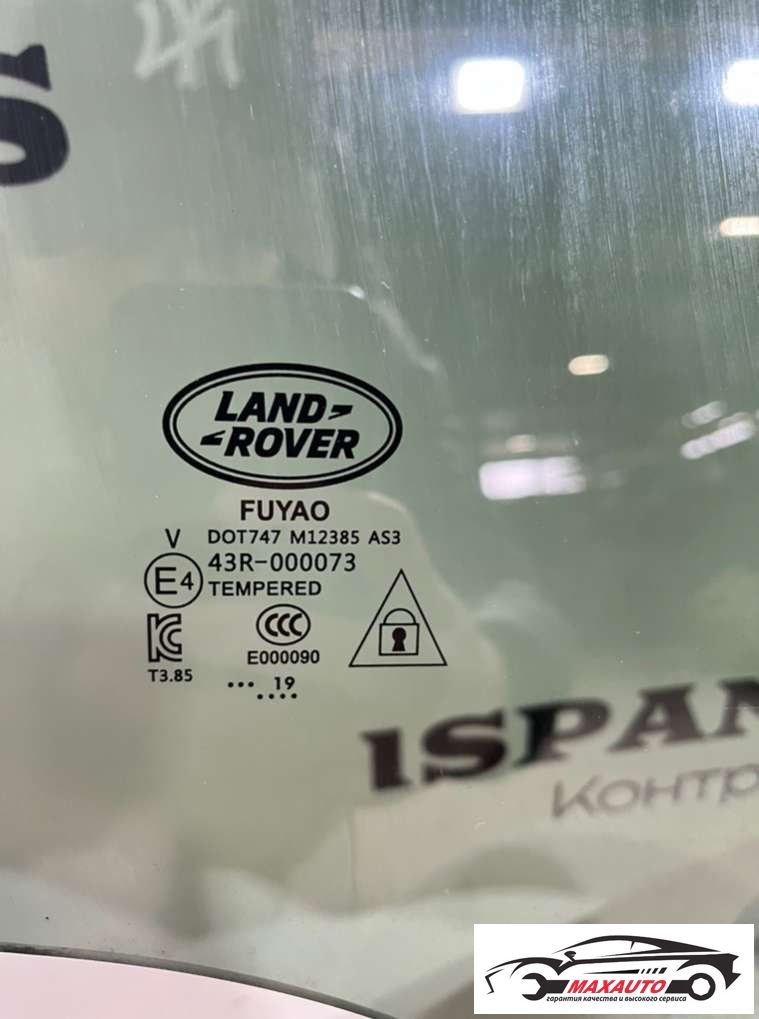 LAND
ROVER
FUYAO
V DOT747 M12385 AS3
43R-000073
E4 TEMPERED
CCC
KC E000090
T3.85
... 19
....
ISPAN
Контр
MAXAUTO
гарантия качества и высокого сервиса